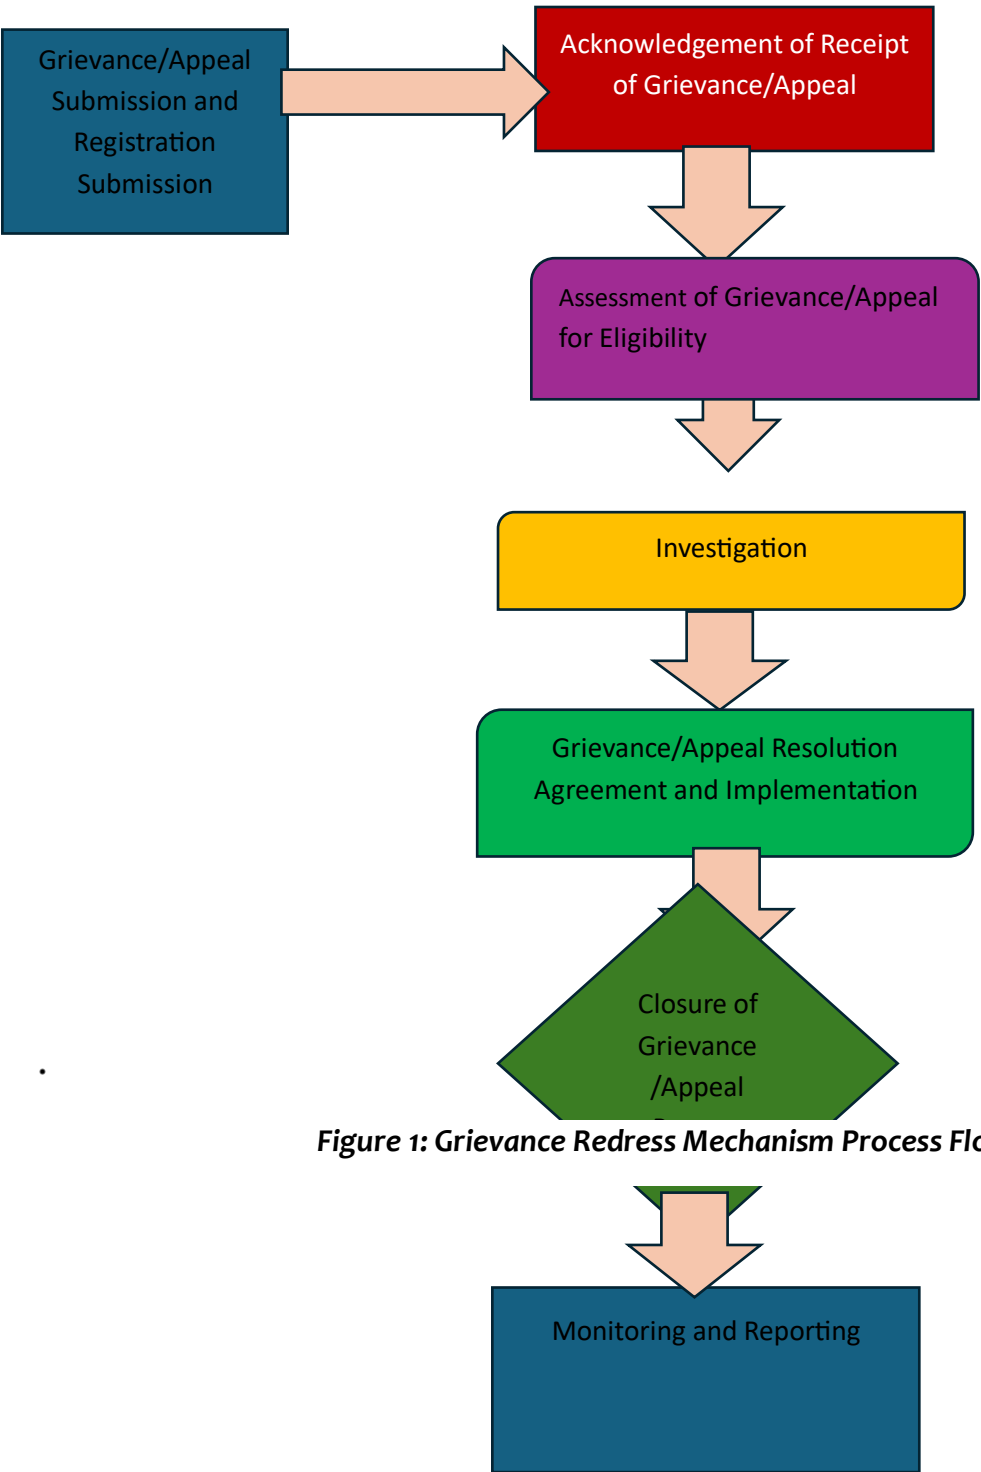 Grievance/Appeal
Submission and
Registration
Submission
Acknowledgement of Receipt
of Grievance/Appeal
Assessment of Grievance/Appeal
for Eligibility
Investigation
Grievance/Appeal Resolution
Agreement and Implementation
Closure of
Grievance
/Appeal
.
Figure 1: Grievance Redress Mechanism Process
Monitoring and Reporting